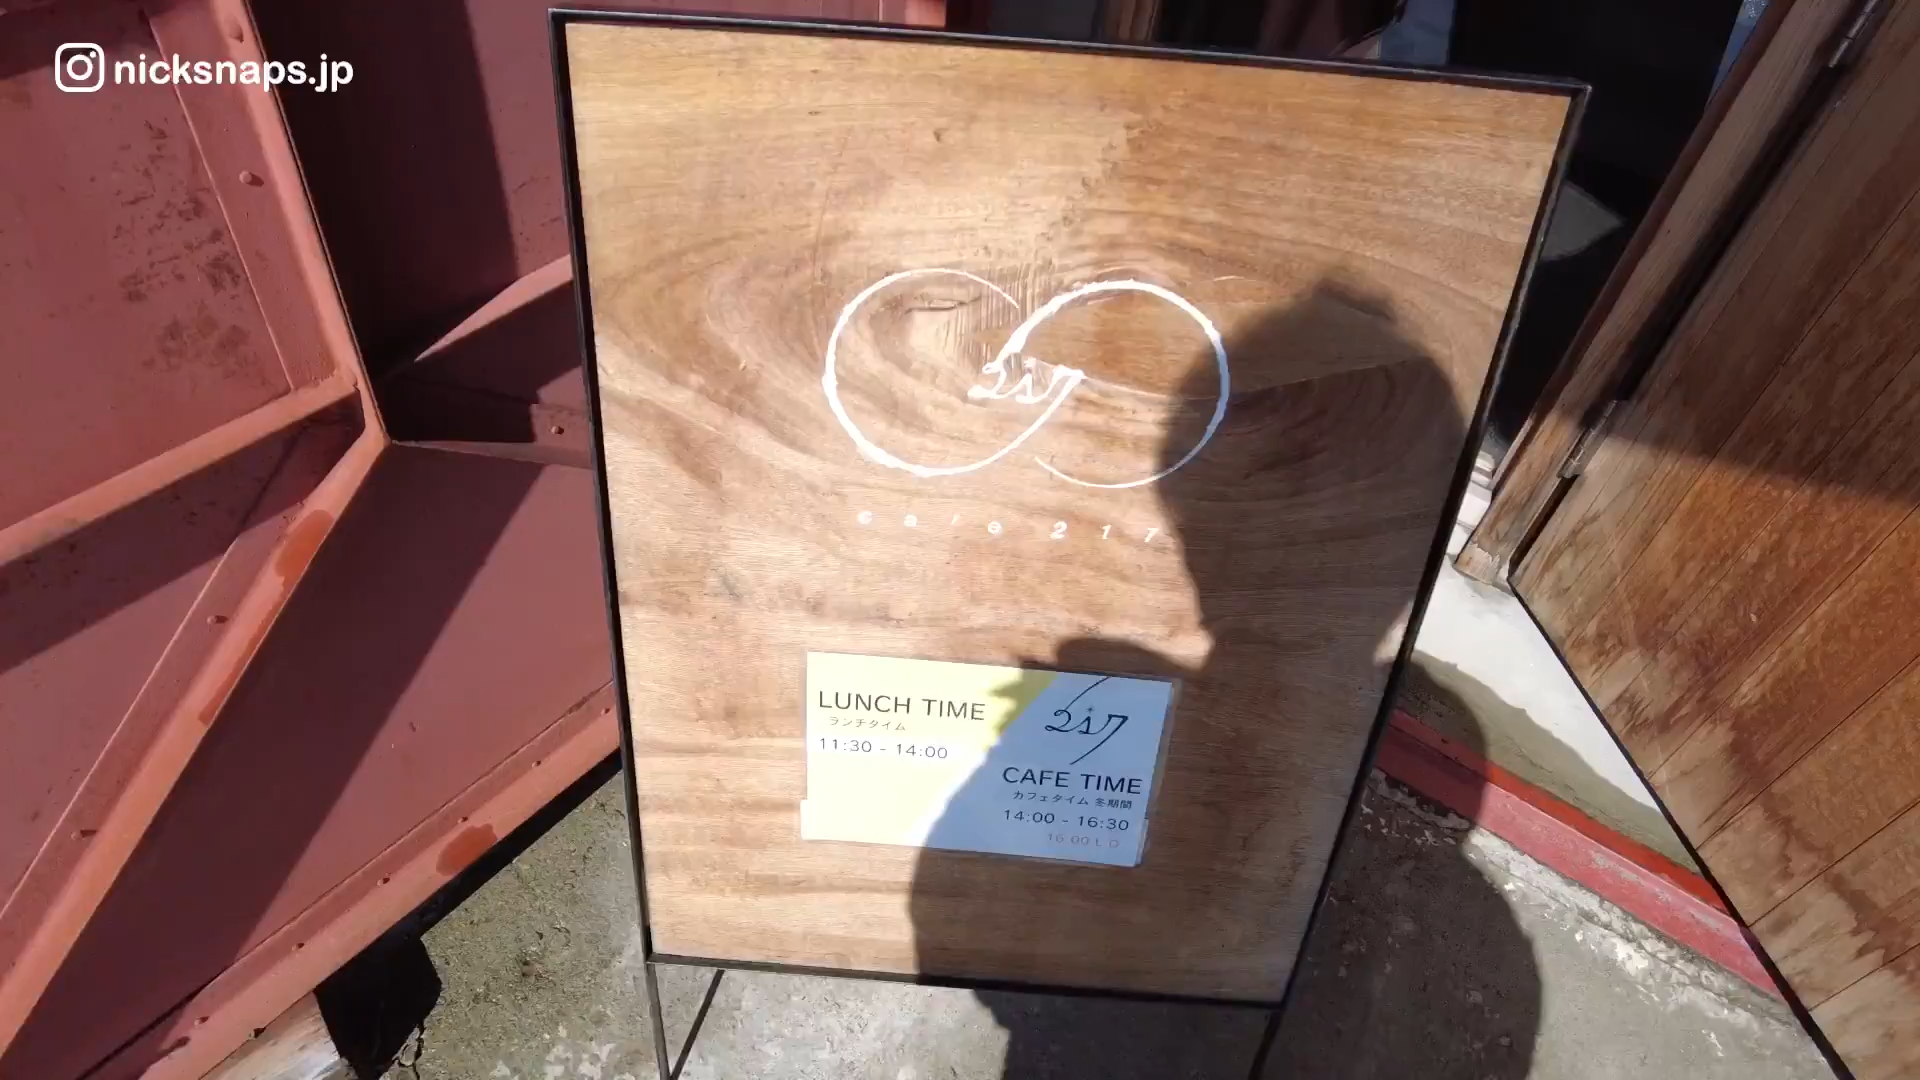 nicksnaps.jp
217
cafe 217
LUNCH TIME
ランチタイム
11:30 - 14:00
217
CAFE TIME
カフェタイム 冬期間
14:00 - 16:30
16:00 L.O